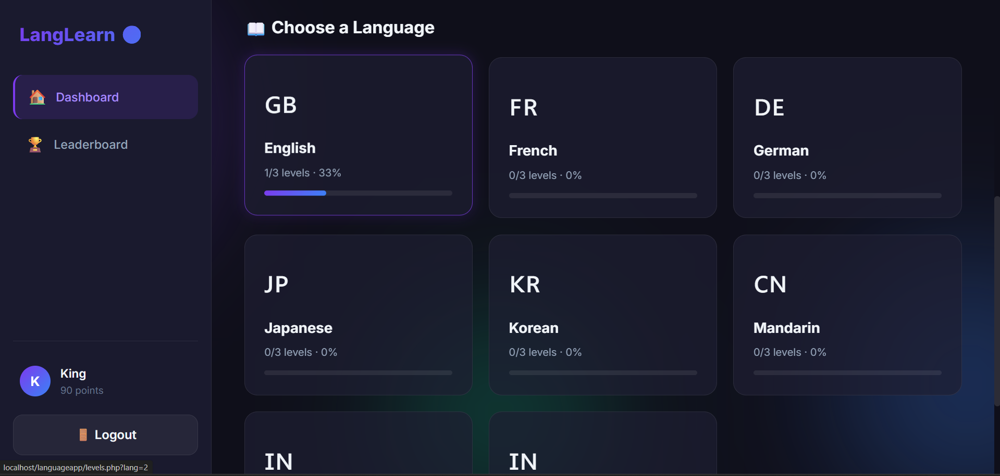 LangLearn
Dashboard
Leaderboard
King
K
90 points
Logout
localhost/languageapp/levels.php?lang=2
Choose a Language
GB
English
1/3 levels · 33%
FR
French
0/3 levels · 0%
DE
German
0/3 levels · 0%
JP
Japanese
0/3 levels · 0%
KR
Korean
0/3 levels · 0%
CN
Mandarin
0/3 levels · 0%
IN
IN